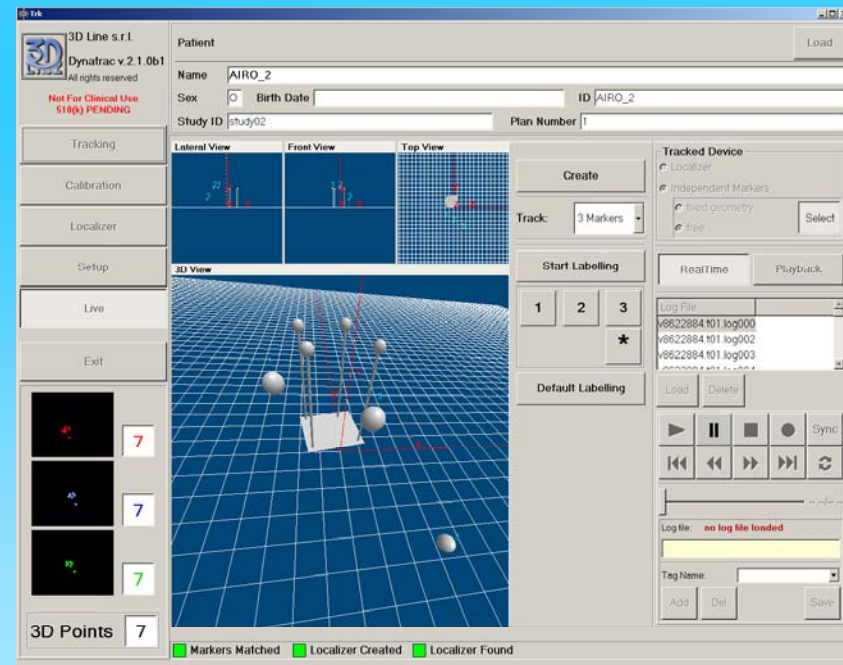 Trk
3D Line s.r.l.
Dynatrac v.2.1.0b1
All rights reserved
Not For Clinical Use
510(k) PENDING
Tracking
Calibration
Localizer
Setup
Live
Exit
7
7
7
3D Points 7
Patient
Load
Name AIRO_2
Sex O Birth Date ID AIRO_2
Study ID study02 Plan Number 1
Lateral View Front View Top View
3D View
Create
Track: 3 Markers
Start Labelling
1 2 3
*
Default Labelling
Tracked Device
Localizer
Independent Markers
fixed geometry
free
Select
RealTime Playback
Log File
v8622884.t01.log000
v8622884.t01.log002
v8622884.t01.log003
Load Delete
Sync
Log file: no log file loaded
Tag Name:
Add Del Save
Markers Matched Localizer Created Localizer Found